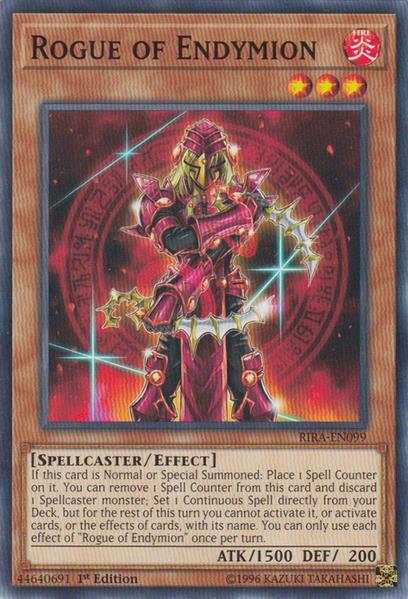 ROGUE OF ENDYMION
FIRE
炎
RIRA-EN099
[SPELLCASTER/EFFECT]
If this card is Normal or Special Summoned: Place 1 Spell Counter
on it. You can remove 1 Spell Counter from this card and discard
1 Spellcaster monster; Set 1 Continuous Spell directly from your
Deck, but for the rest of this turn you cannot activate it, or activate
cards, or the effects of cards, with its name. You can only use each
effect of "Rogue of Endymion" once per turn.
ATK/1500 DEF/ 200
44640691 1st Edition ©1996 KAZUKI TAKAHASHI